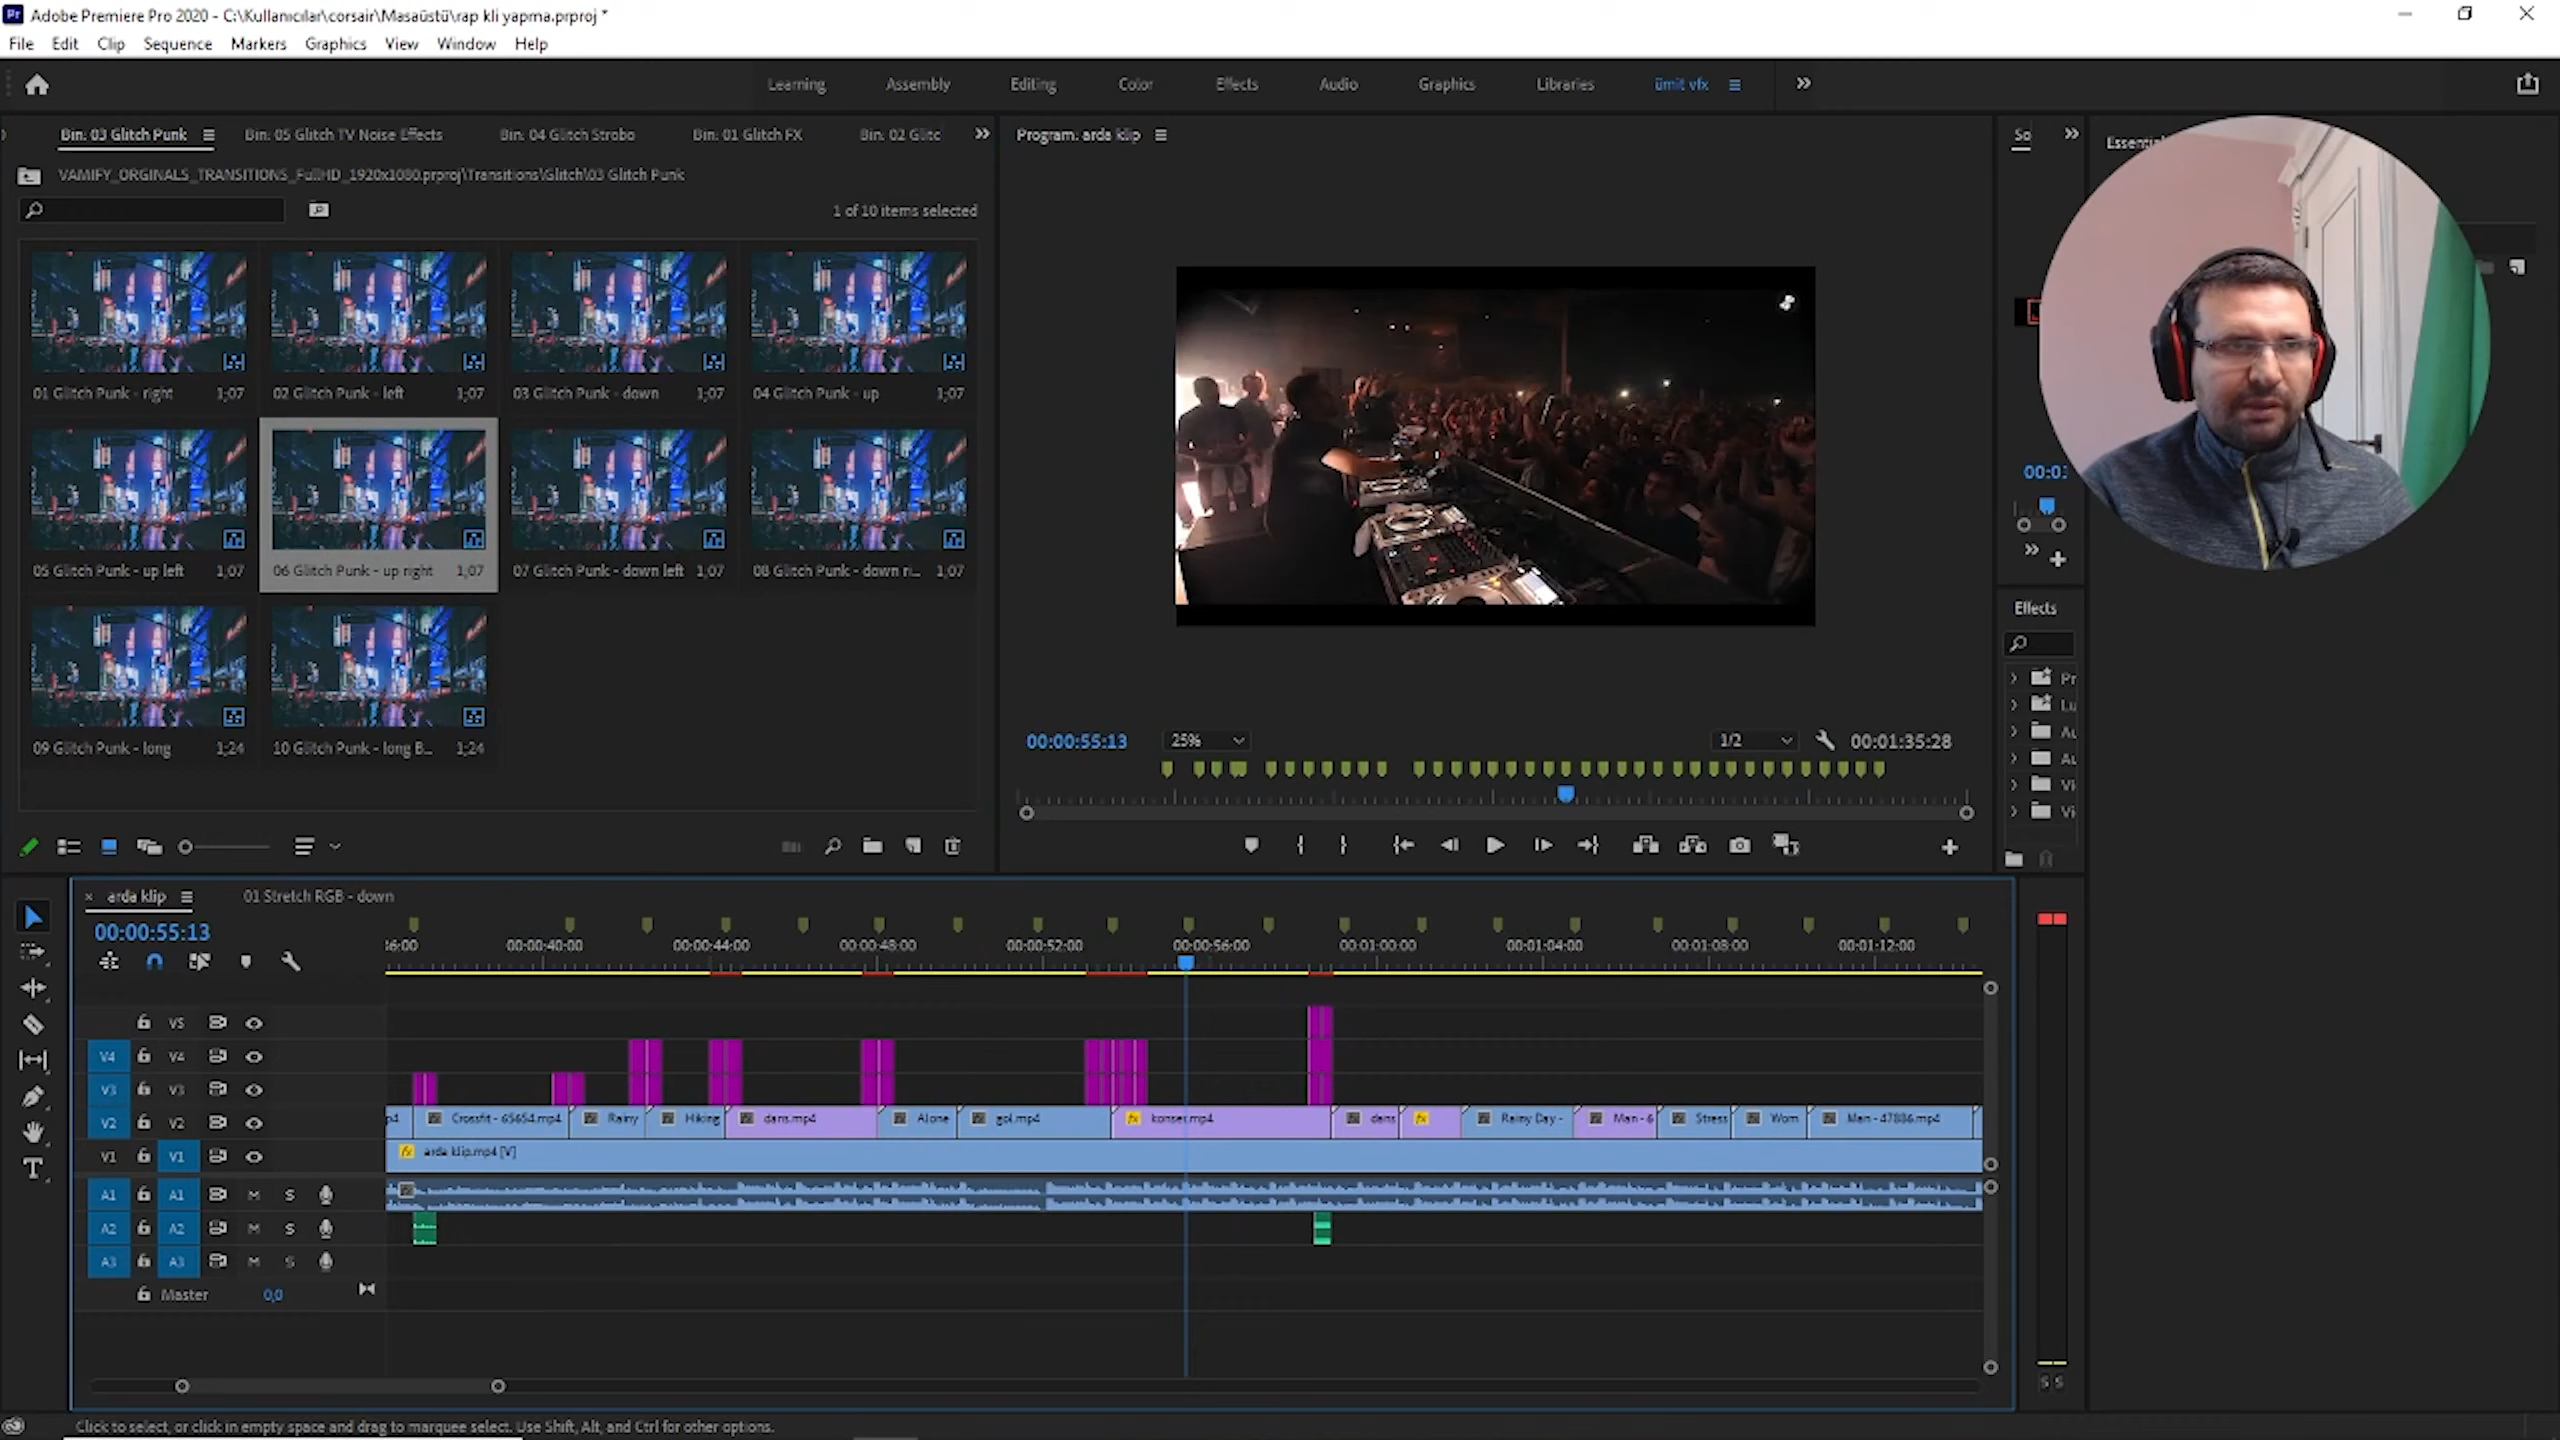 Adobe Premiere Pro 2020 - C:\Kullanıcılar\corsair\Masaüstü\rap kli yapma.prproj *
File Edit Clip Sequence Markers Graphics View Window Help
Learning Assembly Editing Color Effects Audio Graphics Libraries ümit vfx
Bin: 03 Glitch Punk Bin: 05 Glitch TV Noise Effects Bin: 04 Glitch Strobo Bin: 01 Glitch FX Bin: 02 Glitc
VAMIFY_ORGINALS_TRANSITIONS_FullHD_1920x1080.prproj\Transitions\Glitch\03 Glitch Punk
1 of 10 items selected
01 Glitch Punk - right 1;07
02 Glitch Punk - left 1;07
03 Glitch Punk - down 1;07
04 Glitch Punk - up 1;07
05 Glitch Punk - up left 1;07
06 Glitch Punk - up right 1;07
07 Glitch Punk - down left 1;07
08 Glitch Punk - down ri... 1;07
09 Glitch Punk - long 1;24
10 Glitch Punk - long B... 1;24
Program: arda klip
00:00:55:13 25% 1/2 00:01:35:28
So
00:0
Effects
Pr
Lu
Au
Au
Vi
Vi
arda klip 01 Stretch RGB - down
00:00:55:13
36:00 00:00:40:00 00:00:44:00 00:00:48:00 00:00:52:00 00:00:56:00 00:01:00:00 00:01:04:00 00:01:08:00 00:01:12:00
V5
V4 V4
V3 V3
V2 V2 p4 Crossfit - 65654.mp4 Rainy Hiking dans.mp4 Alone gol.mp4 konser.mp4 dans Rainy Day - Man - 6 Stress Wom Man - 47886.mp4
V1 V1 arda klip.mp4 [V]
A1 A1 M S
A2 A2 M S
A3 A3 M S
Master 0,0
S S
Click to select, or click in empty space and drag to marquee select. Use Shift, Alt, and Ctrl for other options.